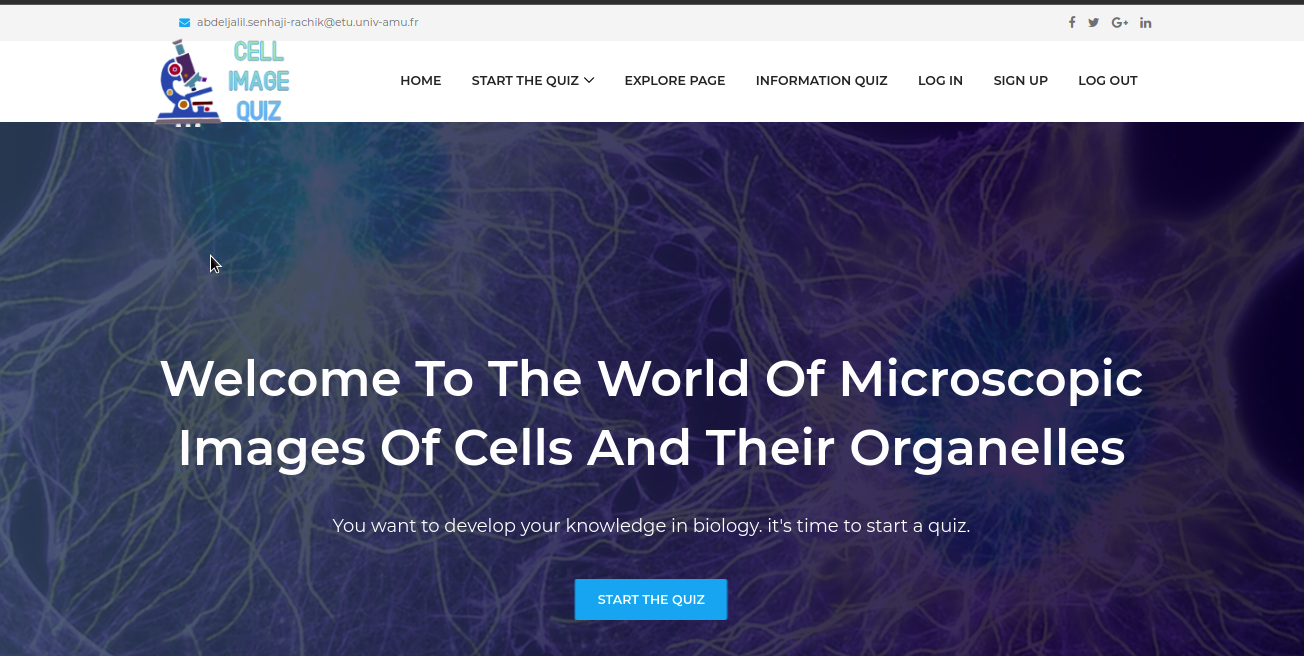 abdeljalil.senhaji-rachik@etu.univ-amu.fr
CELL
IMAGE
QUIZ
HOME START THE QUIZ EXPLORE PAGE INFORMATION QUIZ LOG IN SIGN UP LOG OUT
Welcome To The World Of Microscopic
Images Of Cells And Their Organelles
You want to develop your knowledge in biology. it's time to start a quiz.
START THE QUIZ